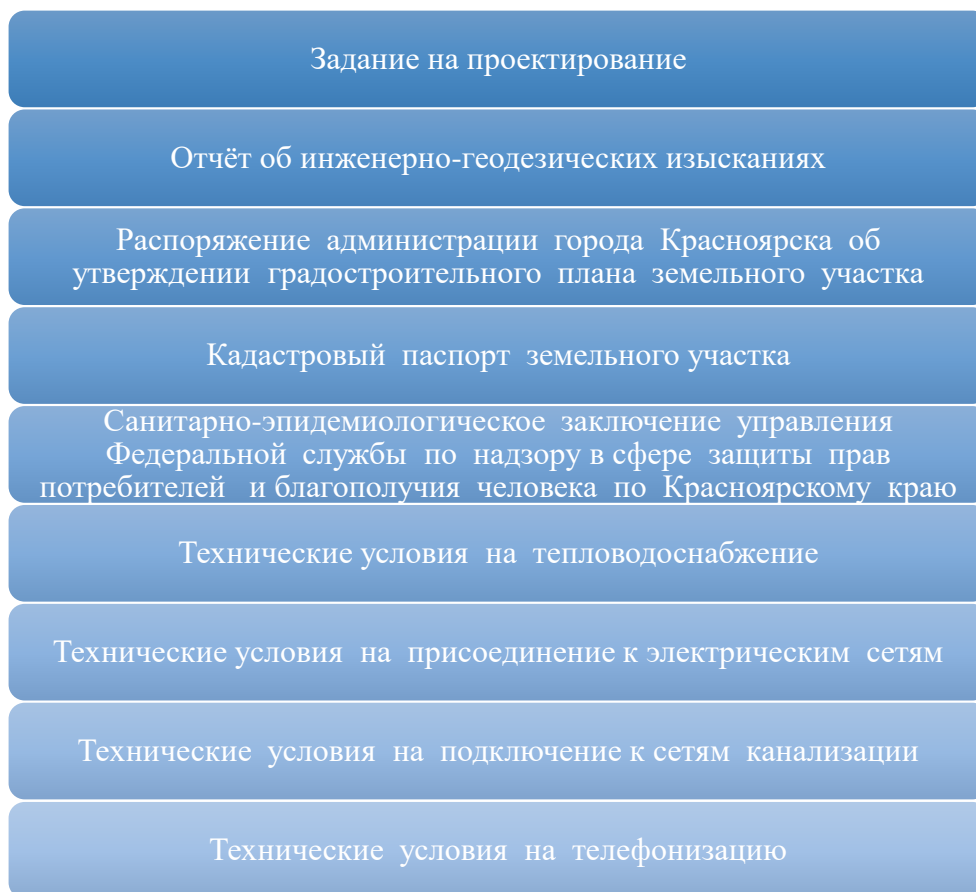 Задание на проектирование
Отчёт об инженерно-геодезических изысканиях
Распоряжение администрации города Красноярска об
утверждении градостроительного плана земельного участка
Кадастровый паспорт земельного участка
Санитарно-эпидемиологическое заключение управления
Федеральной службы по надзору в сфере защиты прав
потребителей и благополучия человека по Красноярскому краю
Технические условия на тепловодоснабжение
Технические условия на присоединение к электрическим сетям
Технические условия на подключение к сетям канализации
Технические условия на телефонизацию